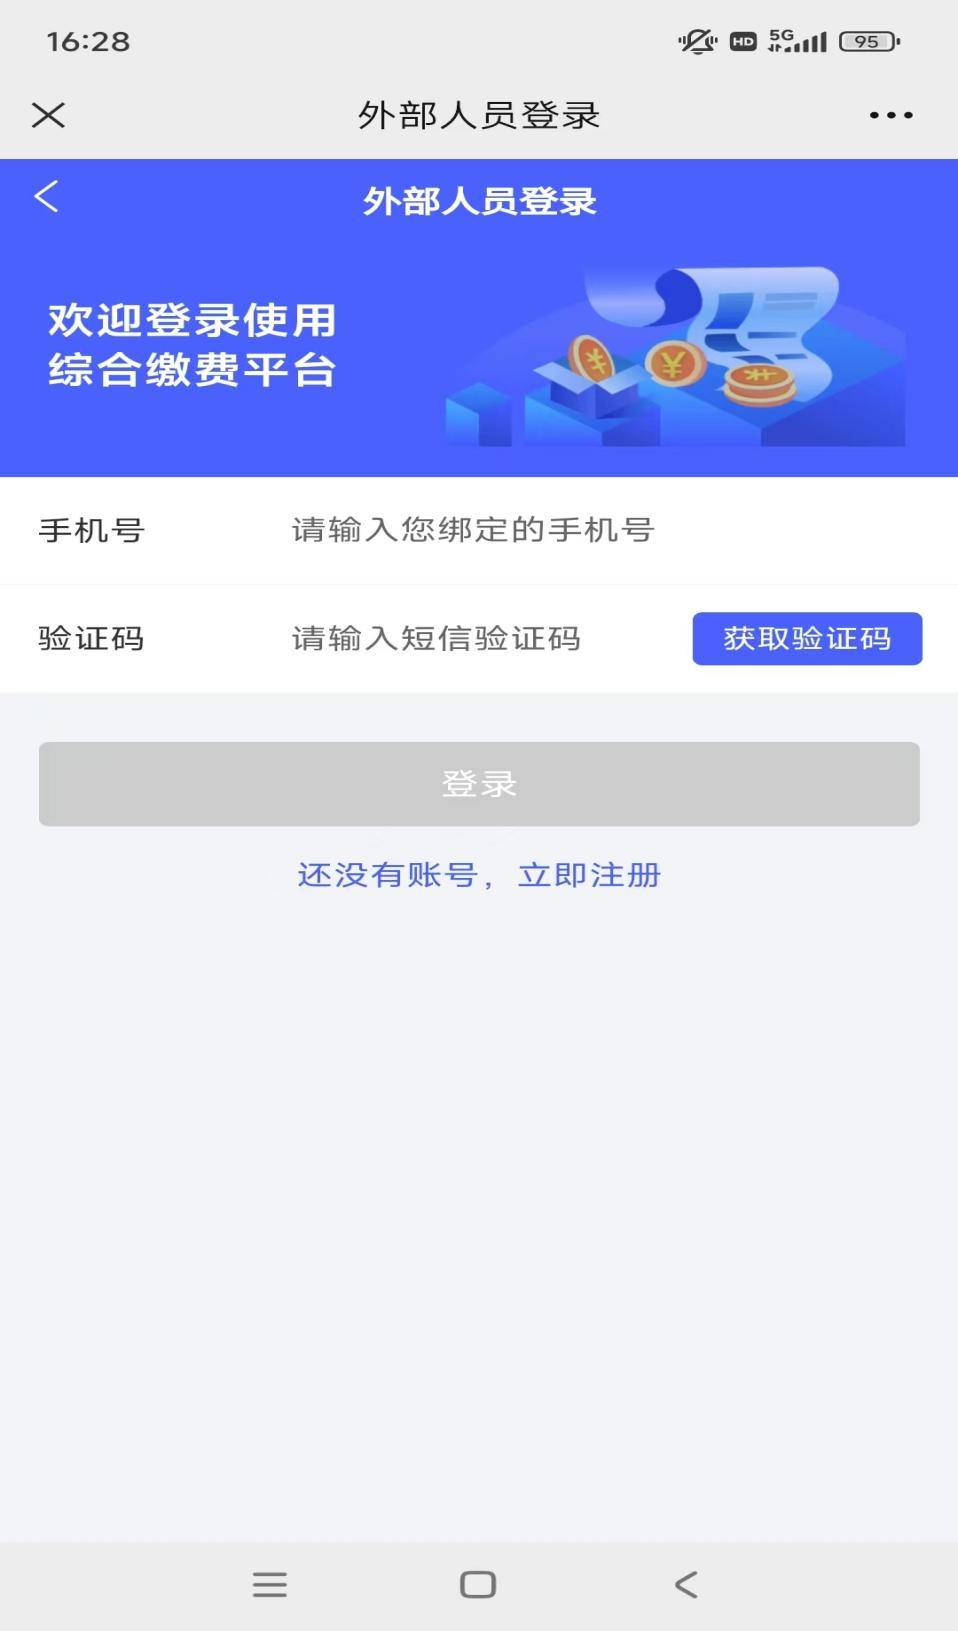 16:28
HD 5G 95
外部人员登录
外部人员登录
欢迎登录使用
综合缴费平台
手机号 请输入您绑定的手机号
验证码 请输入短信验证码 获取验证码
登录
还没有账号，立即注册